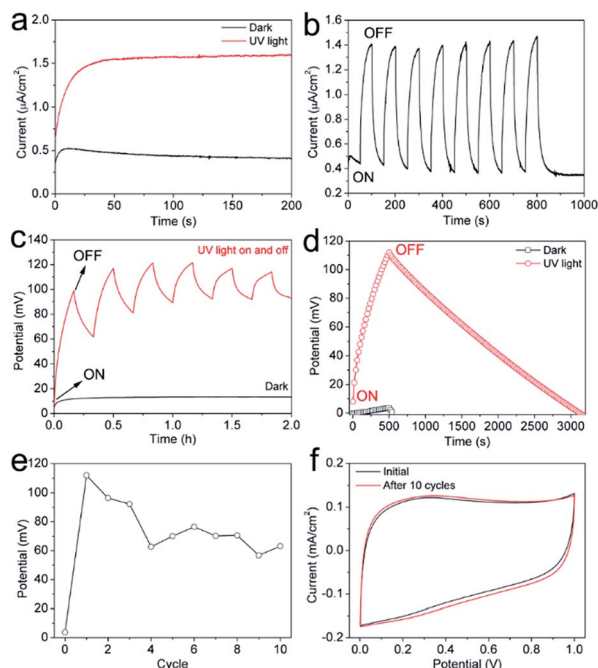 a
Dark
UV light
Current (μA/cm²)
2.0
1.5
1.0
0.5
0.0
0 50 100 150 200
Time (s)
b
OFF
ON
Current (μA/cm²)
1.6
1.4
1.2
1.0
0.8
0.6
0.4
0.2
0 200 400 600 800 1000
Time (s)
c
UV light on and off
OFF
ON
Dark
Potential (mV)
140
120
100
80
60
40
20
0
0.0 0.5 1.0 1.5 2.0
Time (h)
d
OFF
Dark
UV light
ON
Potential (mV)
120
100
80
60
40
20
0
0 500 1000 1500 2000 2500 3000
Time (s)
e
Potential (mV)
120
100
80
60
40
20
0
0 2 4 6 8 10
Cycle
f
Initial
After 10 cycles
Current (mA/cm²)
0.2
0.1
0.0
-0.1
-0.2
0.0 0.2 0.4 0.6 0.8 1.0
Potential (V)